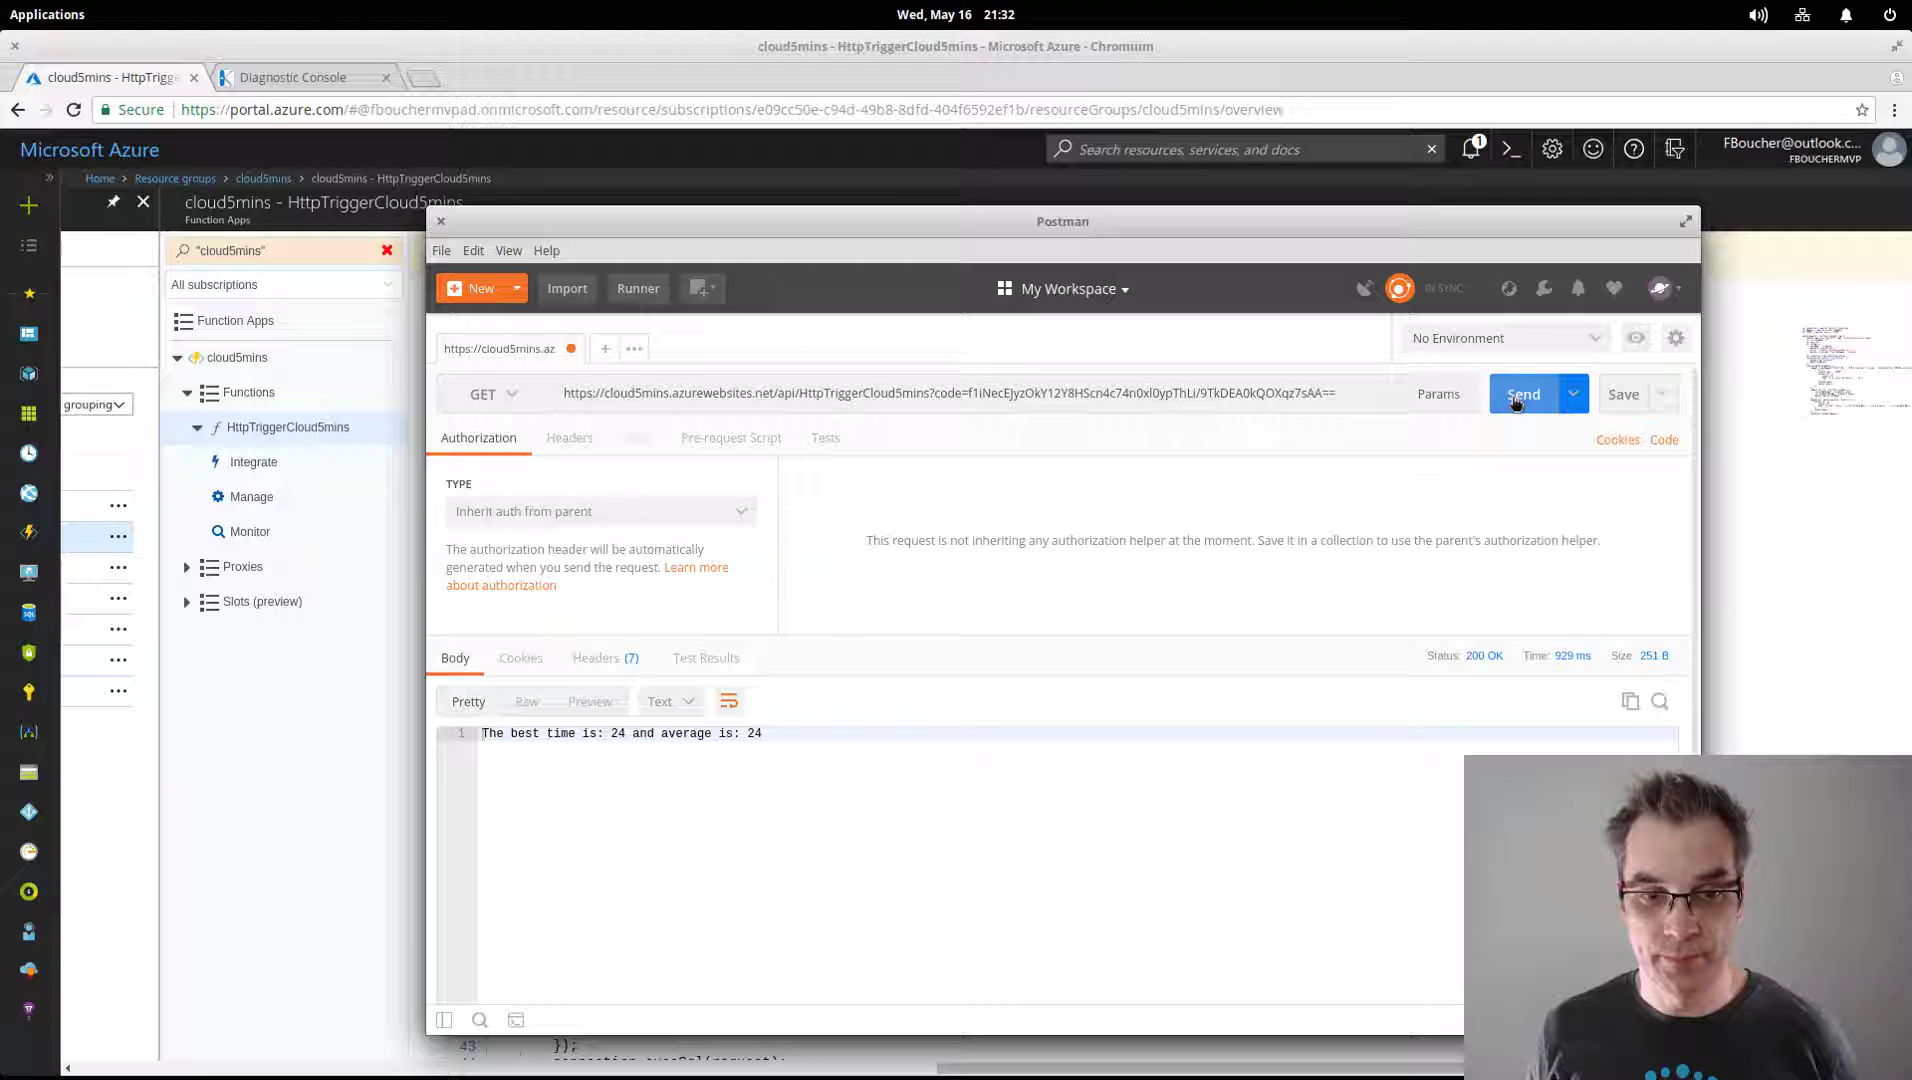 Applications
Wed, May 16 21:32
cloud5mins - HttpTriggerCloud5mins - Microsoft Azure - Chromium
cloud5mins - HttpTrigge
Diagnostic Console
Secure https://portal.azure.com/#@fbouchermvpad.onmicrosoft.com/resource/subscriptions/e09cc50e-c94d-49b8-8dfd-404f6592ef1b/resourceGroups/cloud5mins/overview
Microsoft Azure
Search resources, services, and docs
1
FBoucher@outlook.c...
FBOUCHERMVP
Home > Resource groups > cloud5mins > cloud5mins - HttpTriggerCloud5mins
cloud5mins - HttpTriggerCloud5mins
Function Apps
"cloud5mins"
All subscriptions
Function Apps
cloud5mins
Functions
HttpTriggerCloud5mins
Integrate
Manage
Monitor
Proxies
Slots (preview)
grouping
Postman
File Edit View Help
New
Import
Runner
My Workspace
IN SYNC
https://cloud5mins.az
No Environment
GET
https://cloud5mins.azurewebsites.net/api/HttpTriggerCloud5mins?code=f1iNecEJyzOkY12Y8HScn4c74n0xl0ypThLi/9TkDEA0kQOXqz7sAA==
Params
Send
Save
Authorization
Headers
Pre-request Script
Tests
Cookies
Code
TYPE
Inherit auth from parent
The authorization header will be automatically
generated when you send the request. Learn more
about authorization
This request is not inheriting any authorization helper at the moment. Save it in a collection to use the parent's authorization helper.
Body
Cookies
Headers (7)
Test Results
Status: 200 OK
Time: 929 ms
Size 251 B
Pretty
Raw
Preview
Text
1 The best time is: 24 and average is: 24
43 });